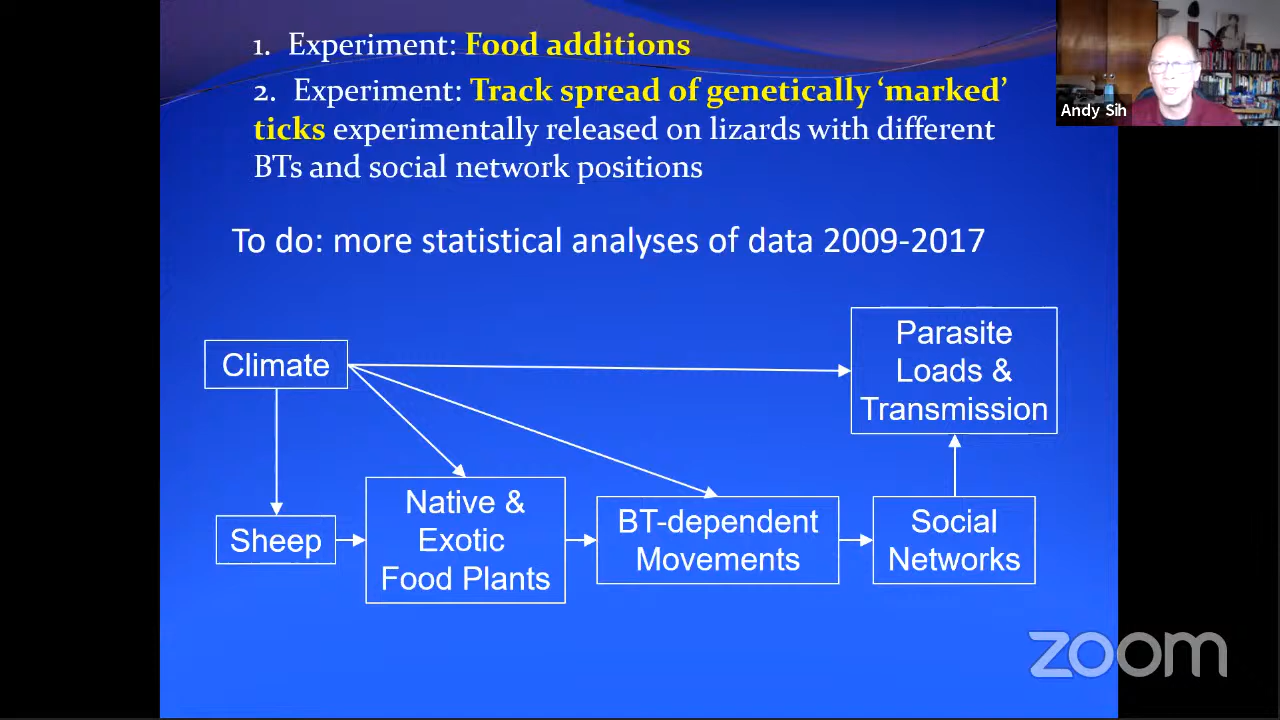 1. Experiment: Food additions
2. Experiment: Track spread of genetically ‘marked’
ticks experimentally released on lizards with different
BTs and social network positions
Andy Sih
To do: more statistical analyses of data 2009-2017
Climate
Parasite
Loads &
Transmission
Sheep
Native &
Exotic
Food Plants
BT-dependent
Movements
Social
Networks
zoom